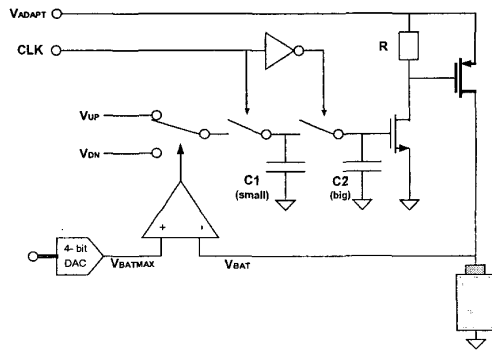 VADAPT
CLK
R
VUP
VDN
C1
(small)
C2
(big)
+
-
4- bit
DAC
VBATMAX
VBAT